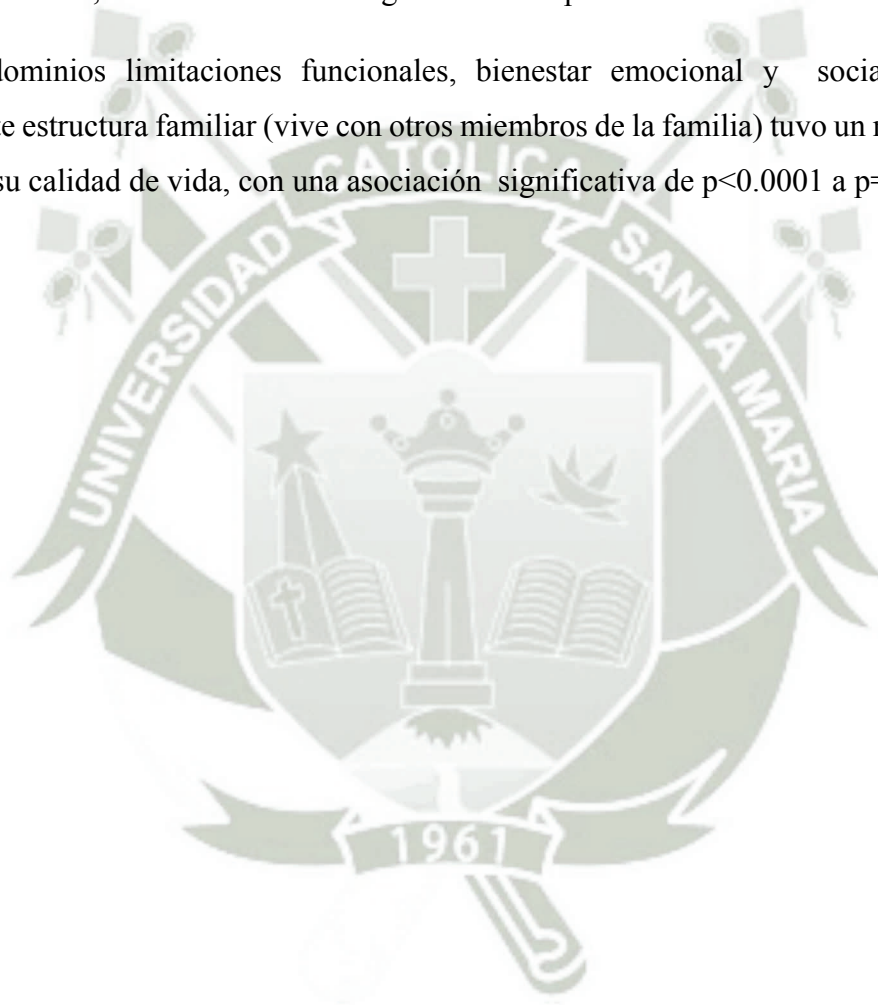 dominios limitaciones funcionales, bienestar emocional y socia
te estructura familiar (vive con otros miembros de la familia) tuvo un
su calidad de vida, con una asociación significativa de p<0.0001 a p=
UNIVERSIDAD CATOLICA SANTA MARIA
1961